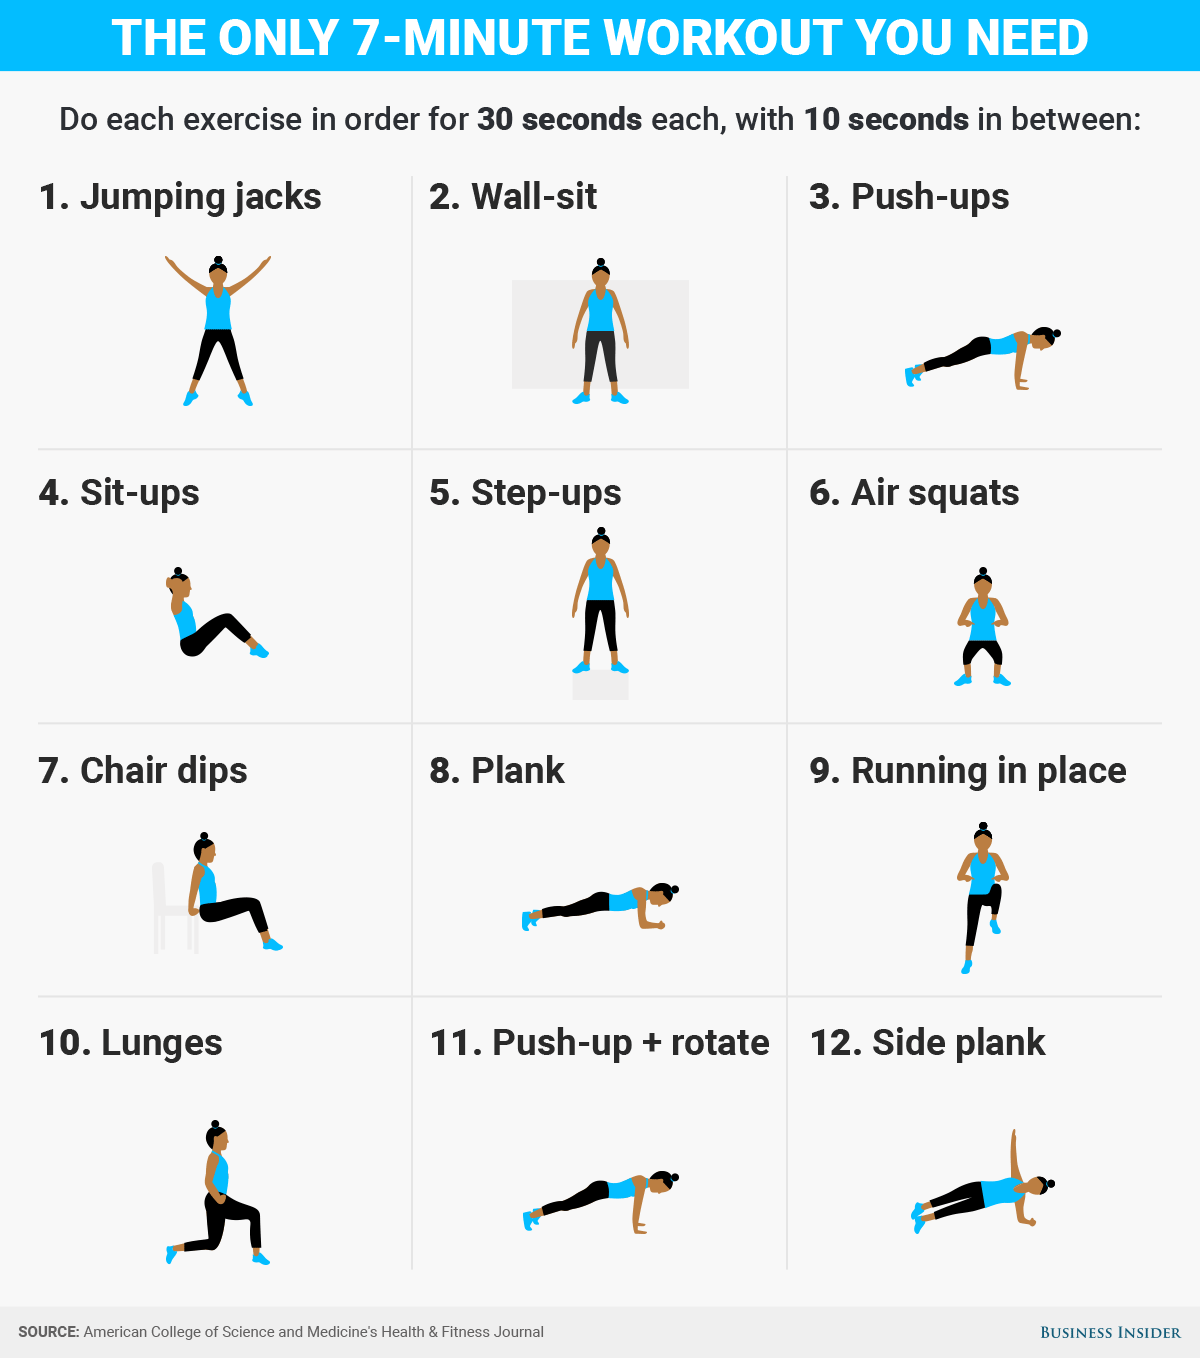 THE ONLY 7-MINUTE WORKOUT YOU NEED
Do each exercise in order for 30 seconds each, with 10 seconds in between:
1. Jumping jacks
2. Wall-sit
3. Push-ups
4. Sit-ups
5. Step-ups
6. Air squats
7. Chair dips
8. Plank
9. Running in place
10. Lunges
11. Push-up + rotate
12. Side plank
SOURCE: American College of Science and Medicine's Health & Fitness Journal
BUSINESS INSIDER